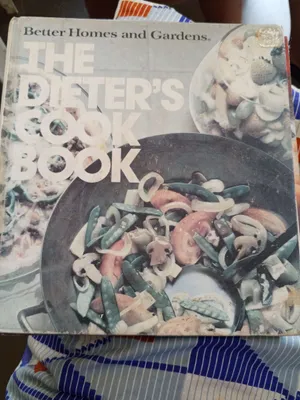 Better Homes and Gardens®
THE
DIETER'S
COOK
BOOK